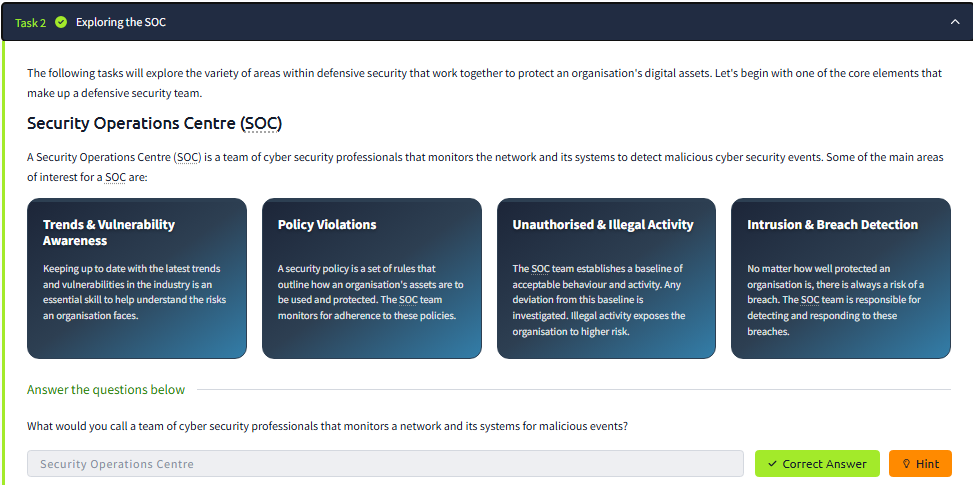 Task 2 Exploring the SOC
The following tasks will explore the variety of areas within defensive security that work together to protect an organisation's digital assets. Let's begin with one of the core elements that
make up a defensive security team.
Security Operations Centre (SOC)
A Security Operations Centre (SOC) is a team of cyber security professionals that monitors the network and its systems to detect malicious cyber security events. Some of the main areas
of interest for a SOC are:
Trends & Vulnerability
Awareness
Keeping up to date with the latest trends
and vulnerabilities in the industry is an
essential skill to help understand the risks
an organisation faces.
Policy Violations
A security policy is a set of rules that
outline how an organisation's assets are to
be used and protected. The SOC team
monitors for adherence to these policies.
Unauthorised & Illegal Activity
The SOC team establishes a baseline of
acceptable behaviour and activity. Any
deviation from this baseline is
investigated. Illegal activity exposes the
organisation to higher risk.
Intrusion & Breach Detection
No matter how well protected an
organisation is, there is always a risk of a
breach. The SOC team is responsible for
detecting and responding to these
breaches.
Answer the questions below
What would you call a team of cyber security professionals that monitors a network and its systems for malicious events?
Security Operations Centre
Correct Answer
Hint